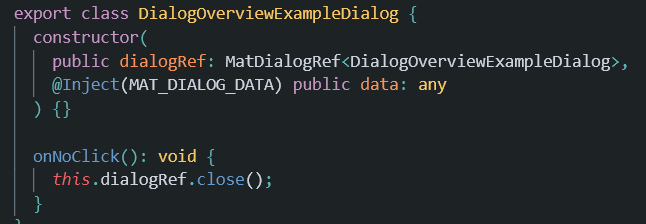 export class DialogOverviewExampleDialog {
constructor(
public dialogRef: MatDialogRef<DialogOverviewExampleDialog>,
@Inject(MAT_DIALOG_DATA) public data: any
) {}
onNoClick(): void {
this.dialogRef.close();
}
}